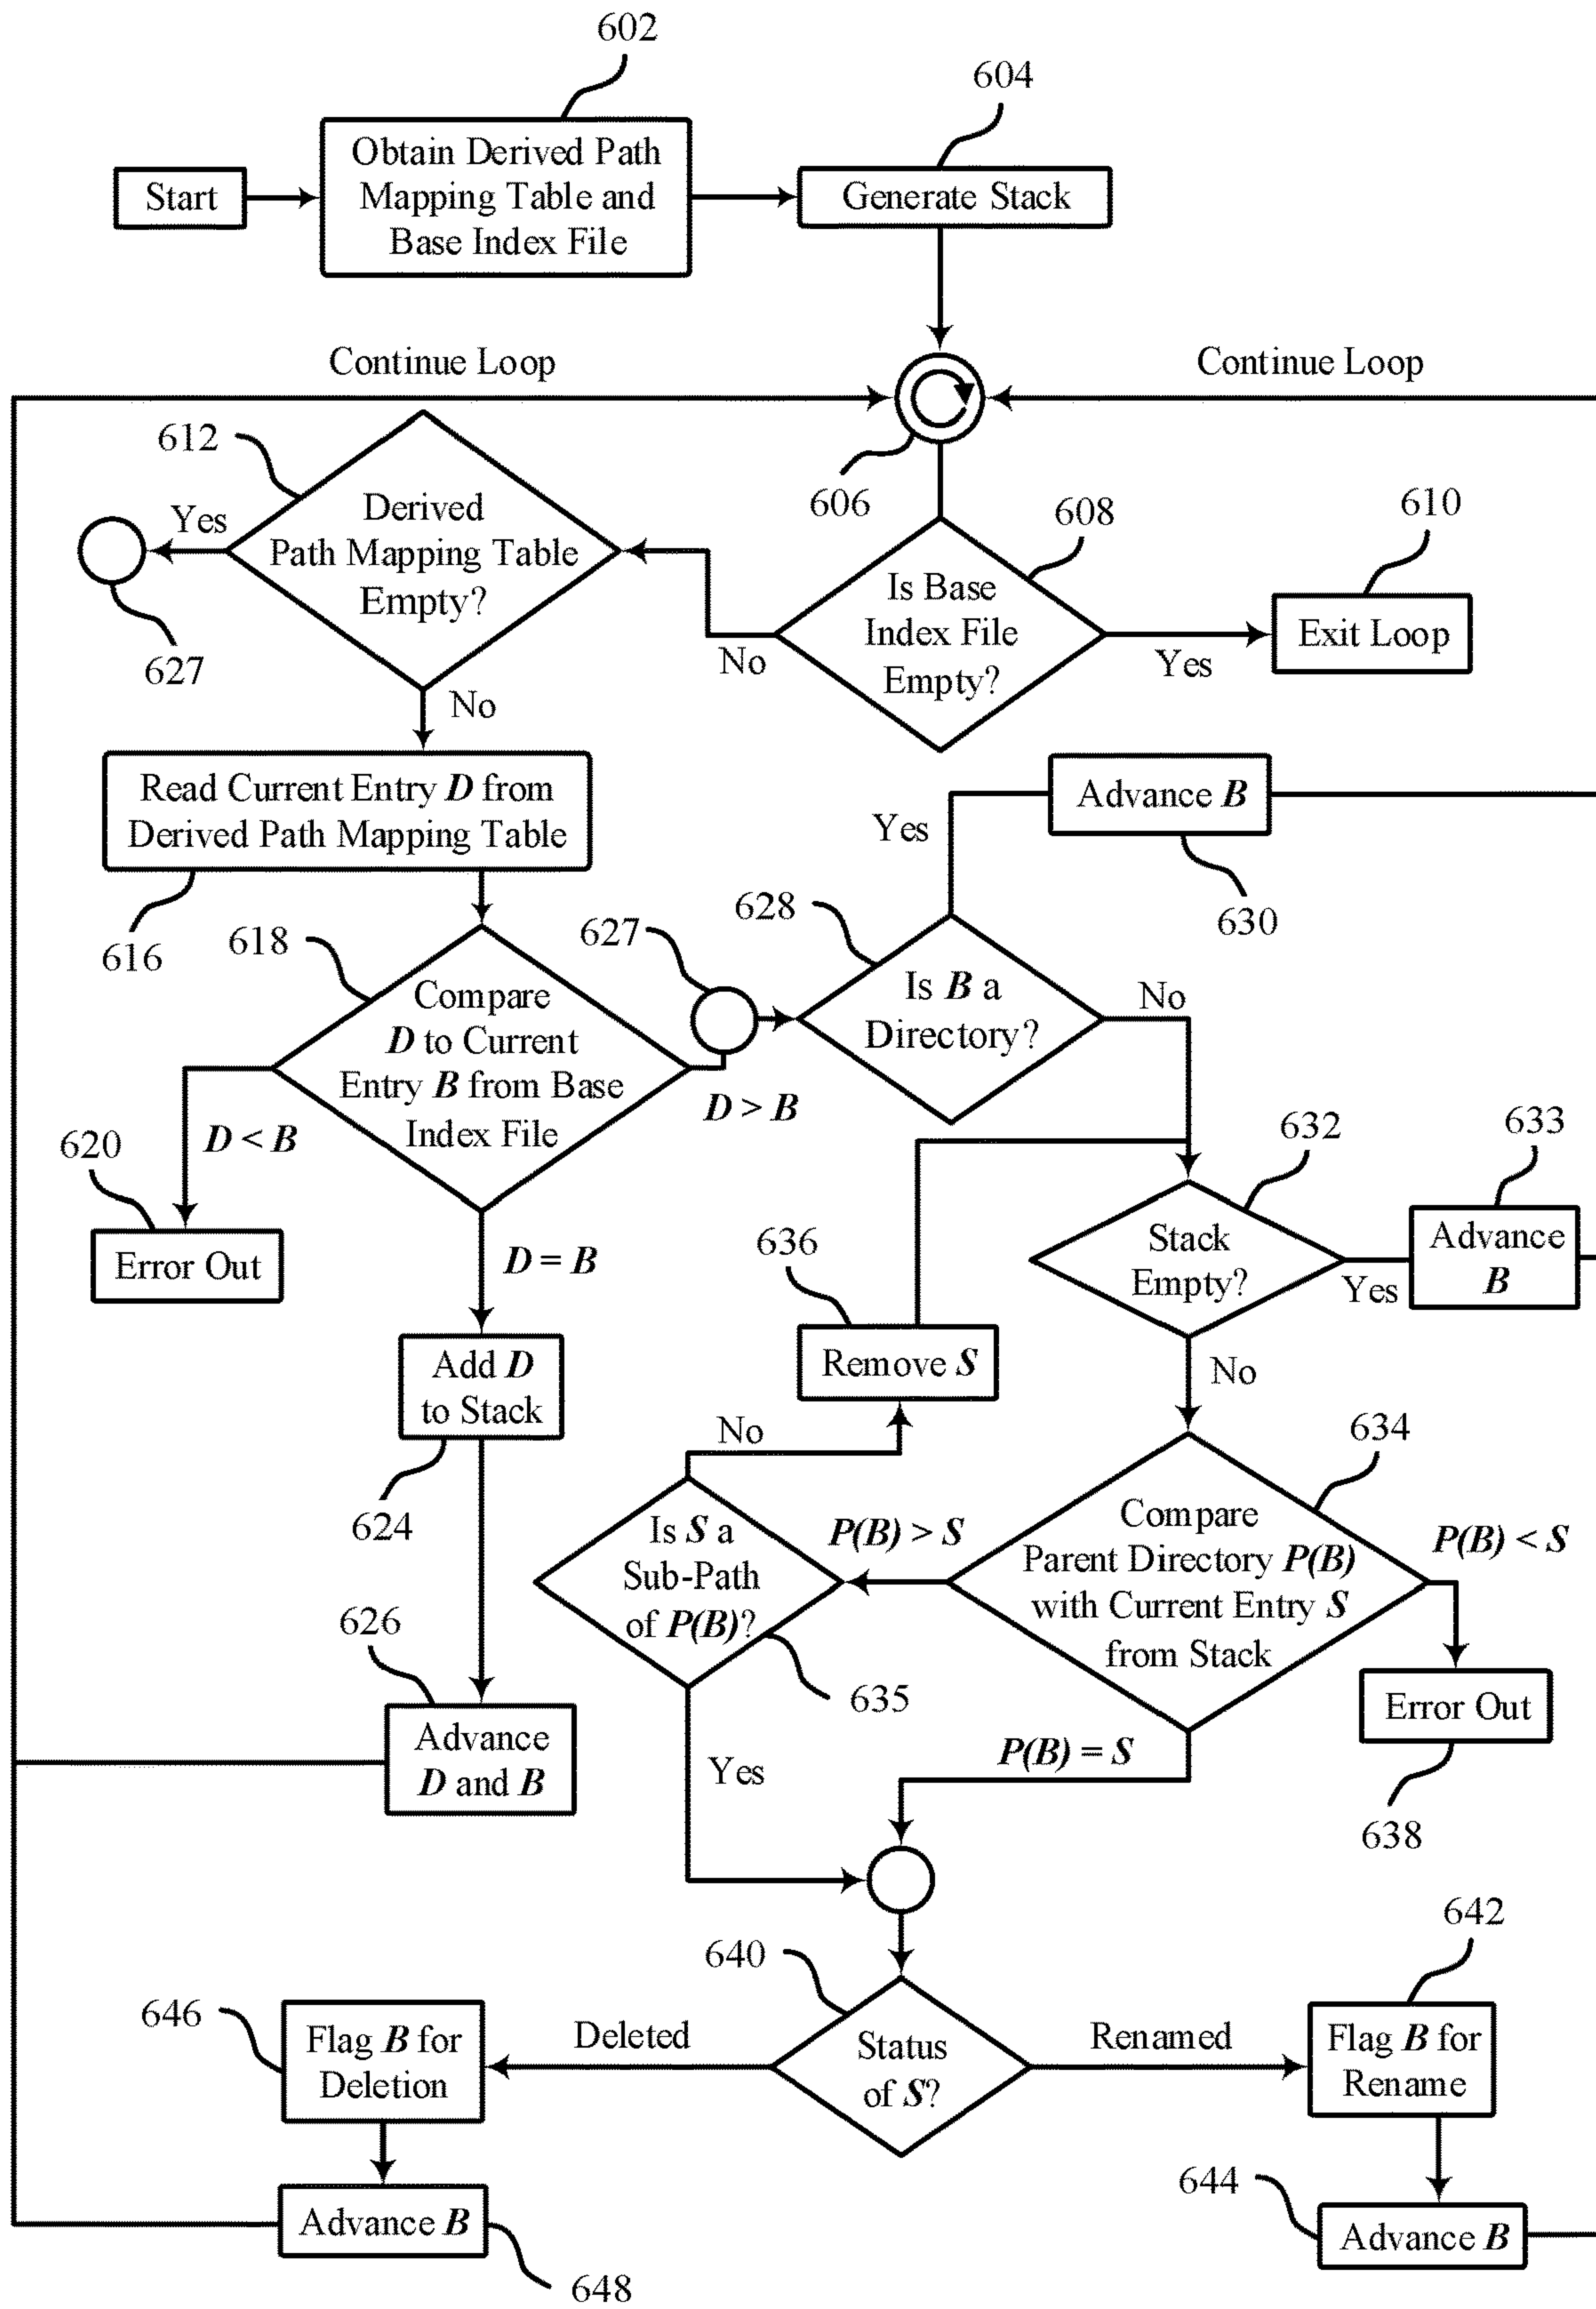 602
604
Start
Obtain Derived Path
Mapping Table and
Base Index File
Generate Stack
Continue Loop
Continue Loop
612
606
608
610
Yes
Derived
Path Mapping Table
Empty?
627
Is Base
Index File
Empty?
No
Yes
Exit Loop
No
Read Current Entry D from
Derived Path Mapping Table
616
Yes
Advance B
630
618
627
628
Compare
D to Current
Entry B from Base
Index File
Is B a
Directory?
No
D > B
D < B
620
Error Out
D = B
632
633
Stack
Empty?
Yes
Advance
B
636
Remove S
No
Add D
to Stack
624
No
634
Is S a
Sub-Path
of P(B)?
635
P(B) > S
Compare
Parent Directory P(B)
with Current Entry S
from Stack
P(B) < S
Error Out
638
626
Advance
D and B
Yes
P(B) = S
640
642
646
Flag B for
Deletion
Deleted
Status
of S?
Renamed
Flag B for
Rename
644
Advance B
648
Advance B